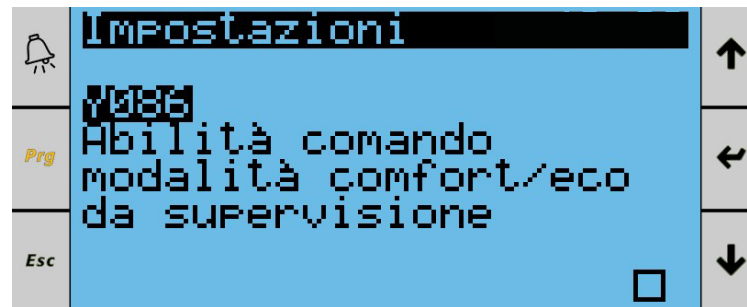 Impostazioni
Y086
Abilità comando
modalità comfort/eco
da supervisione
Prg
Esc